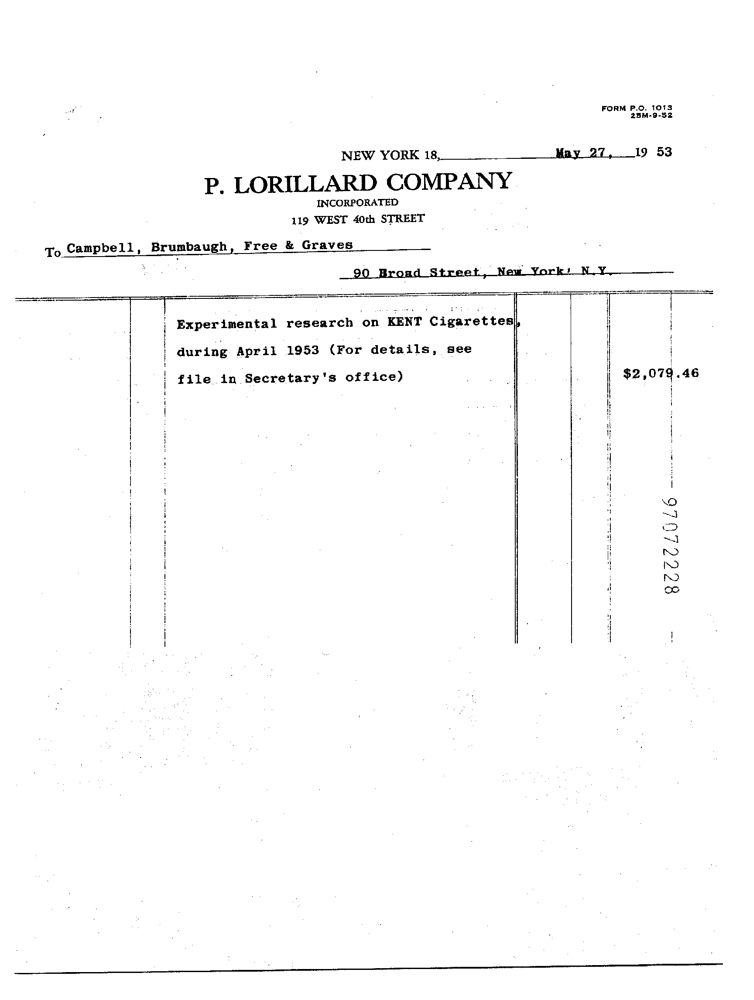 FORM P.O. 1013
25M-9-52
NEW YORK 18, May 27, 19 53
P. LORILLARD COMPANY
INCORPORATED
119 WEST 40th STREET
To Campbell, Brumbaugh, Free & Graves
90 Broad Street, New York, N.Y.
Experimental research on KENT Cigarettes,
during April 1953 (For details, see
file in Secretary's office) $2,079.46
97072228